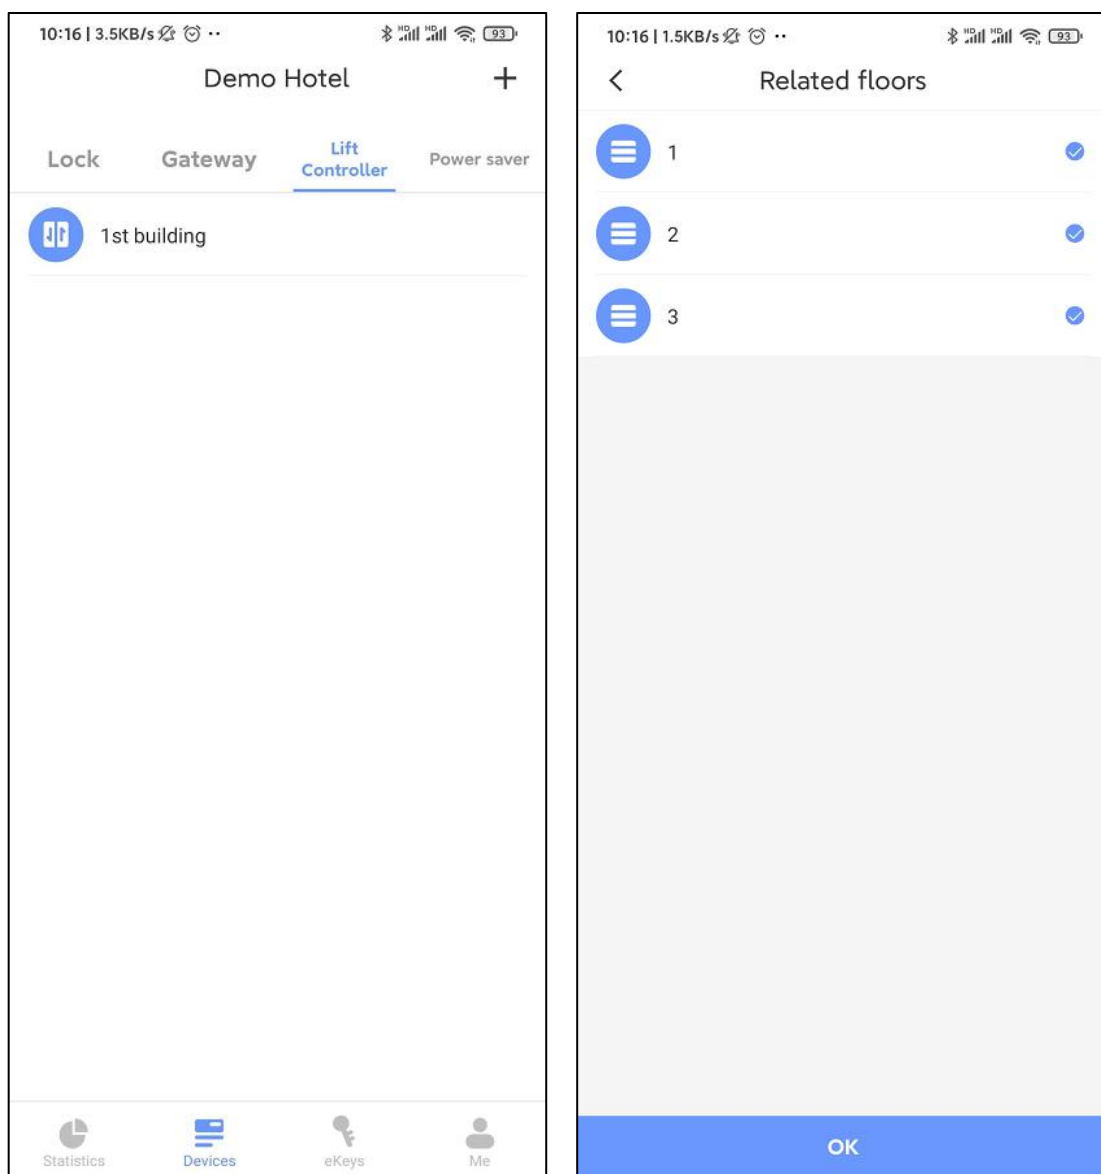 10:16 | 3.5KB/s
93
Demo Hotel
+
Lock
Gateway
Lift
Controller
Power saver
1st building
Statistics
Devices
eKeys
Me
10:16 | 1.5KB/s
93
Related floors
1
2
3
OK